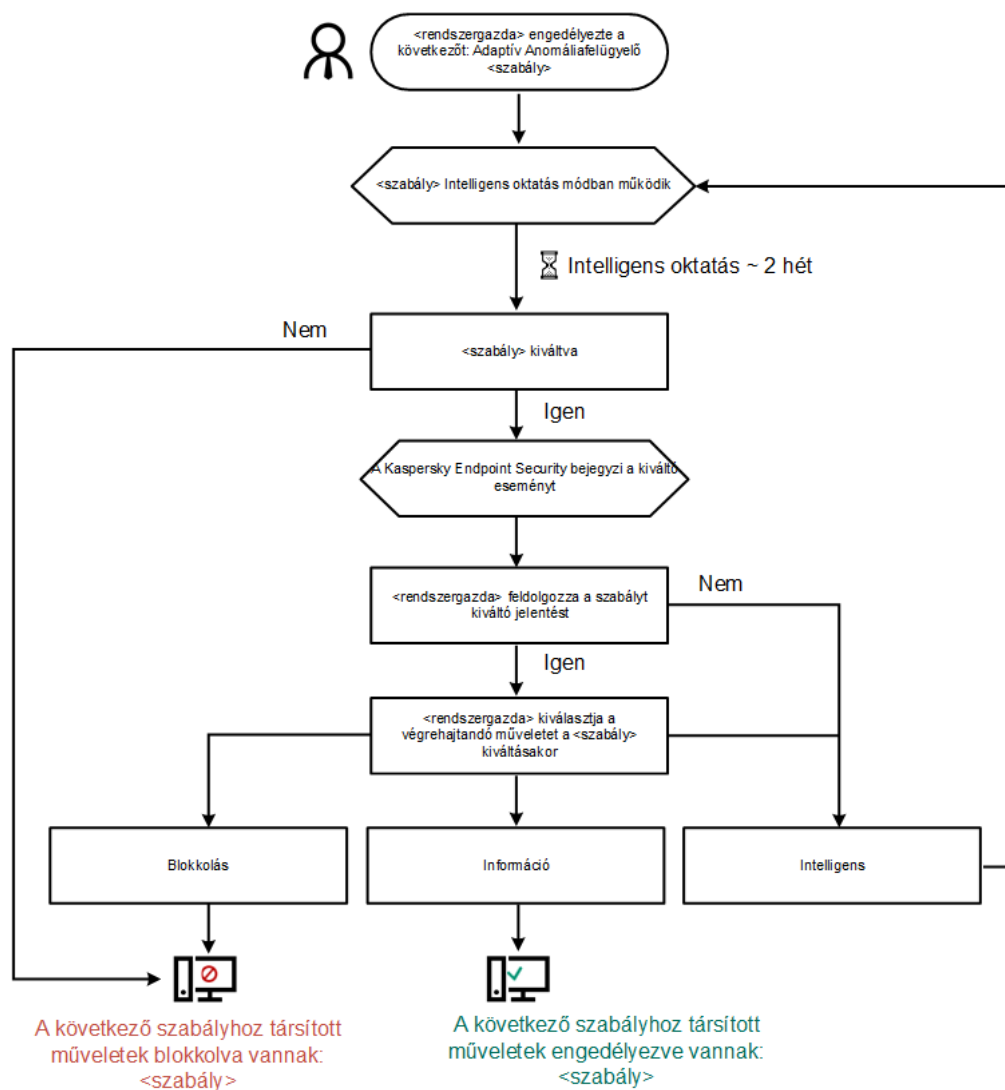 <rendszergazda> engedélyezte a
következőt: Adaptív Anomáliafelügyelő
<szabály>
<szabály> Intelligens oktatás módban működik
Intelligens oktatás ~ 2 hét
Nem
<szabály> kiváltva
Igen
A Kaspersky Endpoint Security bejegyzi a kiváltó
eseményt
<rendszergazda> feldolgozza a szabályt
kiváltó jelentést
Nem
Igen
<rendszergazda> kiválasztja a
végrehajtandó műveletet a <szabály>
kiváltásakor
Blokkolás
Információ
Intelligens
A következő szabályhoz társított
műveletek blokkolva vannak:
<szabály>
A következő szabályhoz társított
műveletek engedélyezve vannak:
<szabály>